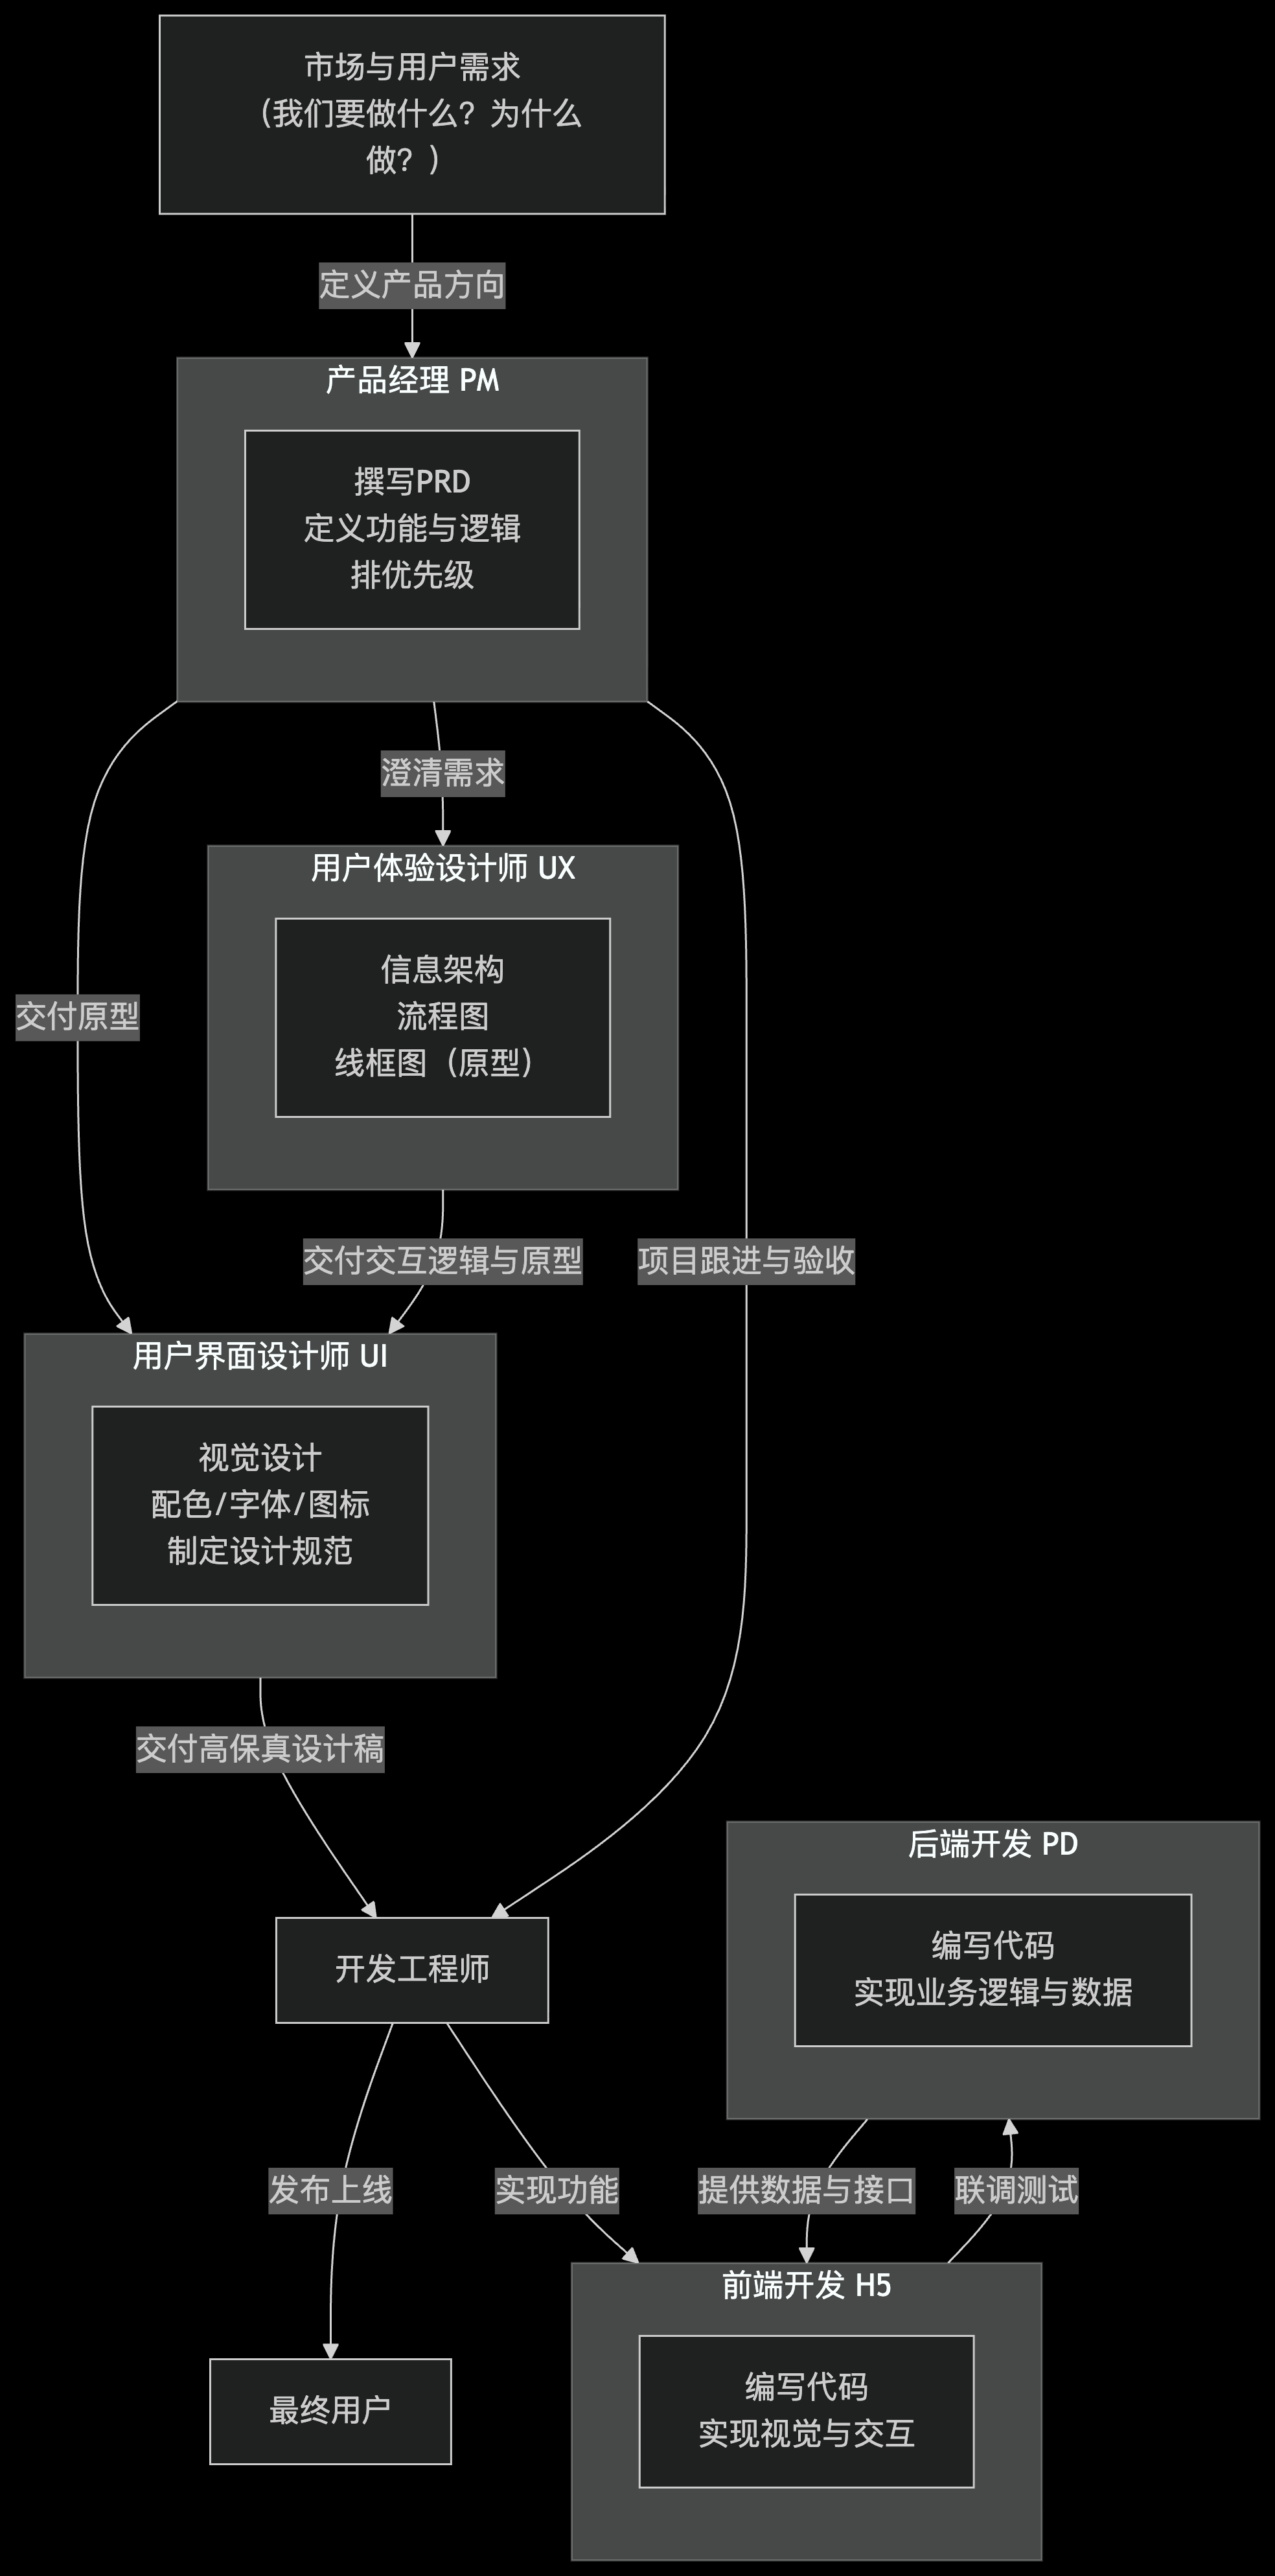 市场与用户需求
（我们要做什么？为什么
做？）
定义产品方向
产品经理 PM
撰写PRD
定义功能与逻辑
排优先级
澄清需求
用户体验设计师 UX
信息架构
流程图
线框图（原型）
交付原型
交付交互逻辑与原型
项目跟进与验收
用户界面设计师 UI
视觉设计
配色/字体/图标
制定设计规范
交付高保真设计稿
后端开发 PD
编写代码
实现业务逻辑与数据
开发工程师
发布上线
实现功能
提供数据与接口
联调测试
前端开发 H5
编写代码
实现视觉与交互
最终用户